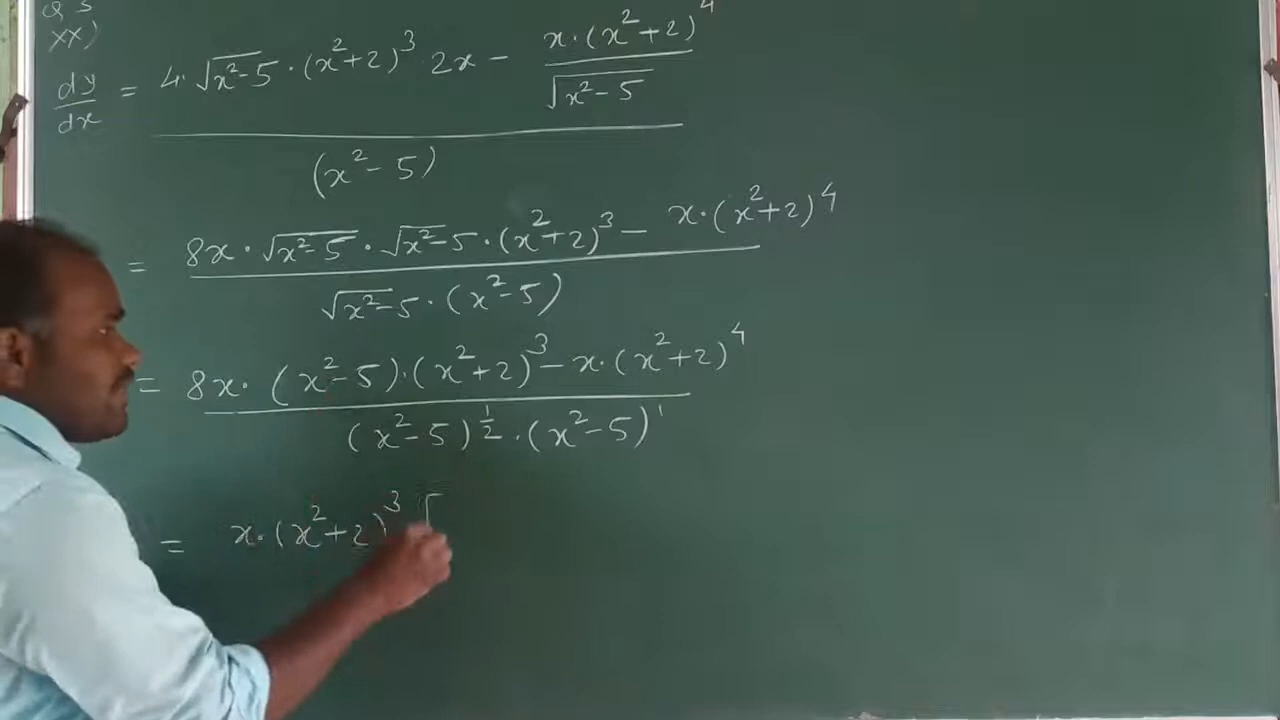 Q 3
xx)
dy/dx = (4.√(x²-5)·(x²+2)³ 2x - x·(x²+2)⁴/√(x²-5)) / (x²-5)
= (8x·√(x²-5)·√(x²-5)·(x²+2)³ - x·(x²+2)⁴) / (√(x²-5)·(x²-5))
= (8x·(x²-5)·(x²+2)³ - x·(x²+2)⁴) / ((x²-5)^(1/2)·(x²-5)¹)
= x·(x²+2)³ [